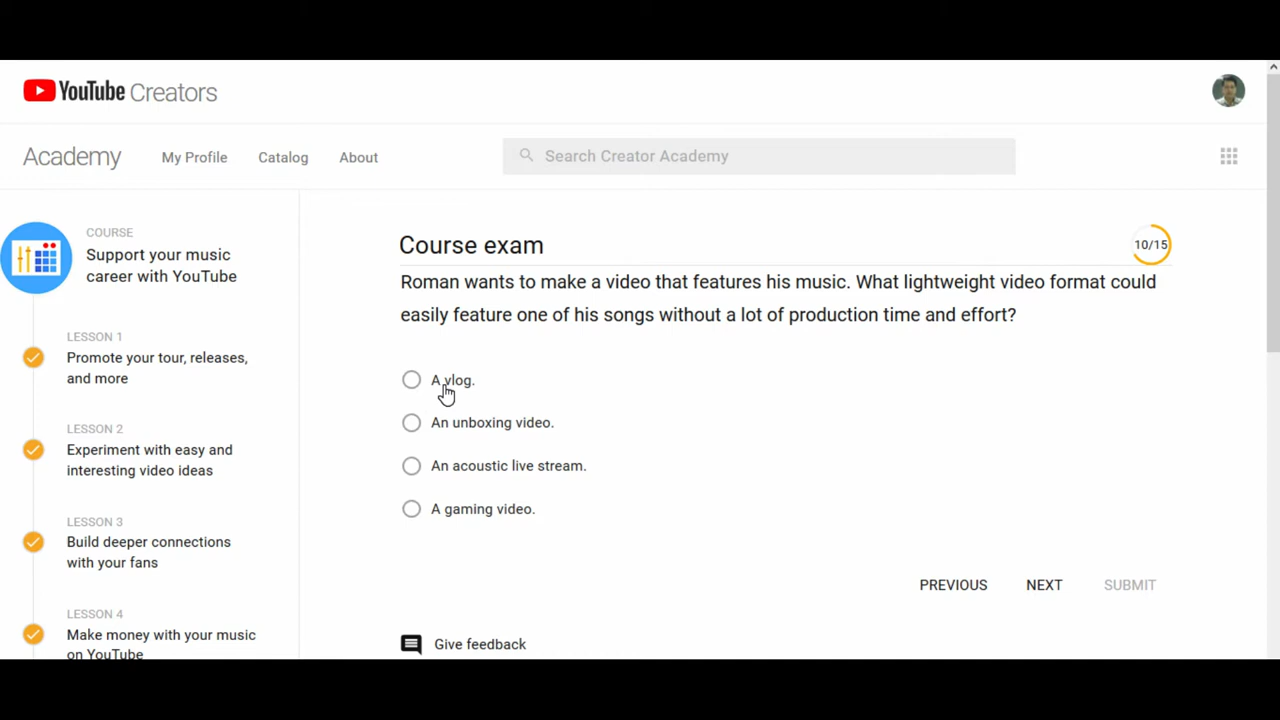 YouTube Creators
Academy My Profile Catalog About Search Creator Academy
COURSE
Support your music
career with YouTube
LESSON 1
Promote your tour, releases,
and more
LESSON 2
Experiment with easy and
interesting video ideas
LESSON 3
Build deeper connections
with your fans
LESSON 4
Make money with your music
on YouTube
Course exam 10/15
Roman wants to make a video that features his music. What lightweight video format could
easily feature one of his songs without a lot of production time and effort?
A vlog.
An unboxing video.
An acoustic live stream.
A gaming video.
PREVIOUS NEXT SUBMIT
Give feedback